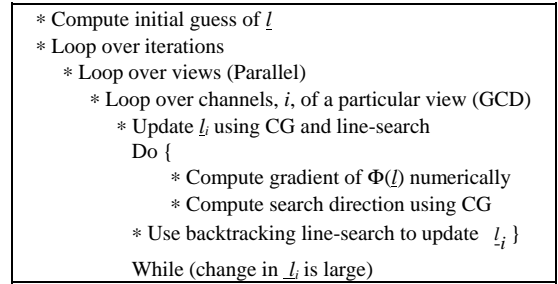 * Compute initial guess of l
* Loop over iterations
* Loop over views (Parallel)
* Loop over channels, i, of a particular view (GCD)
* Update li using CG and line-search
Do {
* Compute gradient of Φ(l) numerically
* Compute search direction using CG
* Use backtracking line-search to update li }
While (change in li is large)